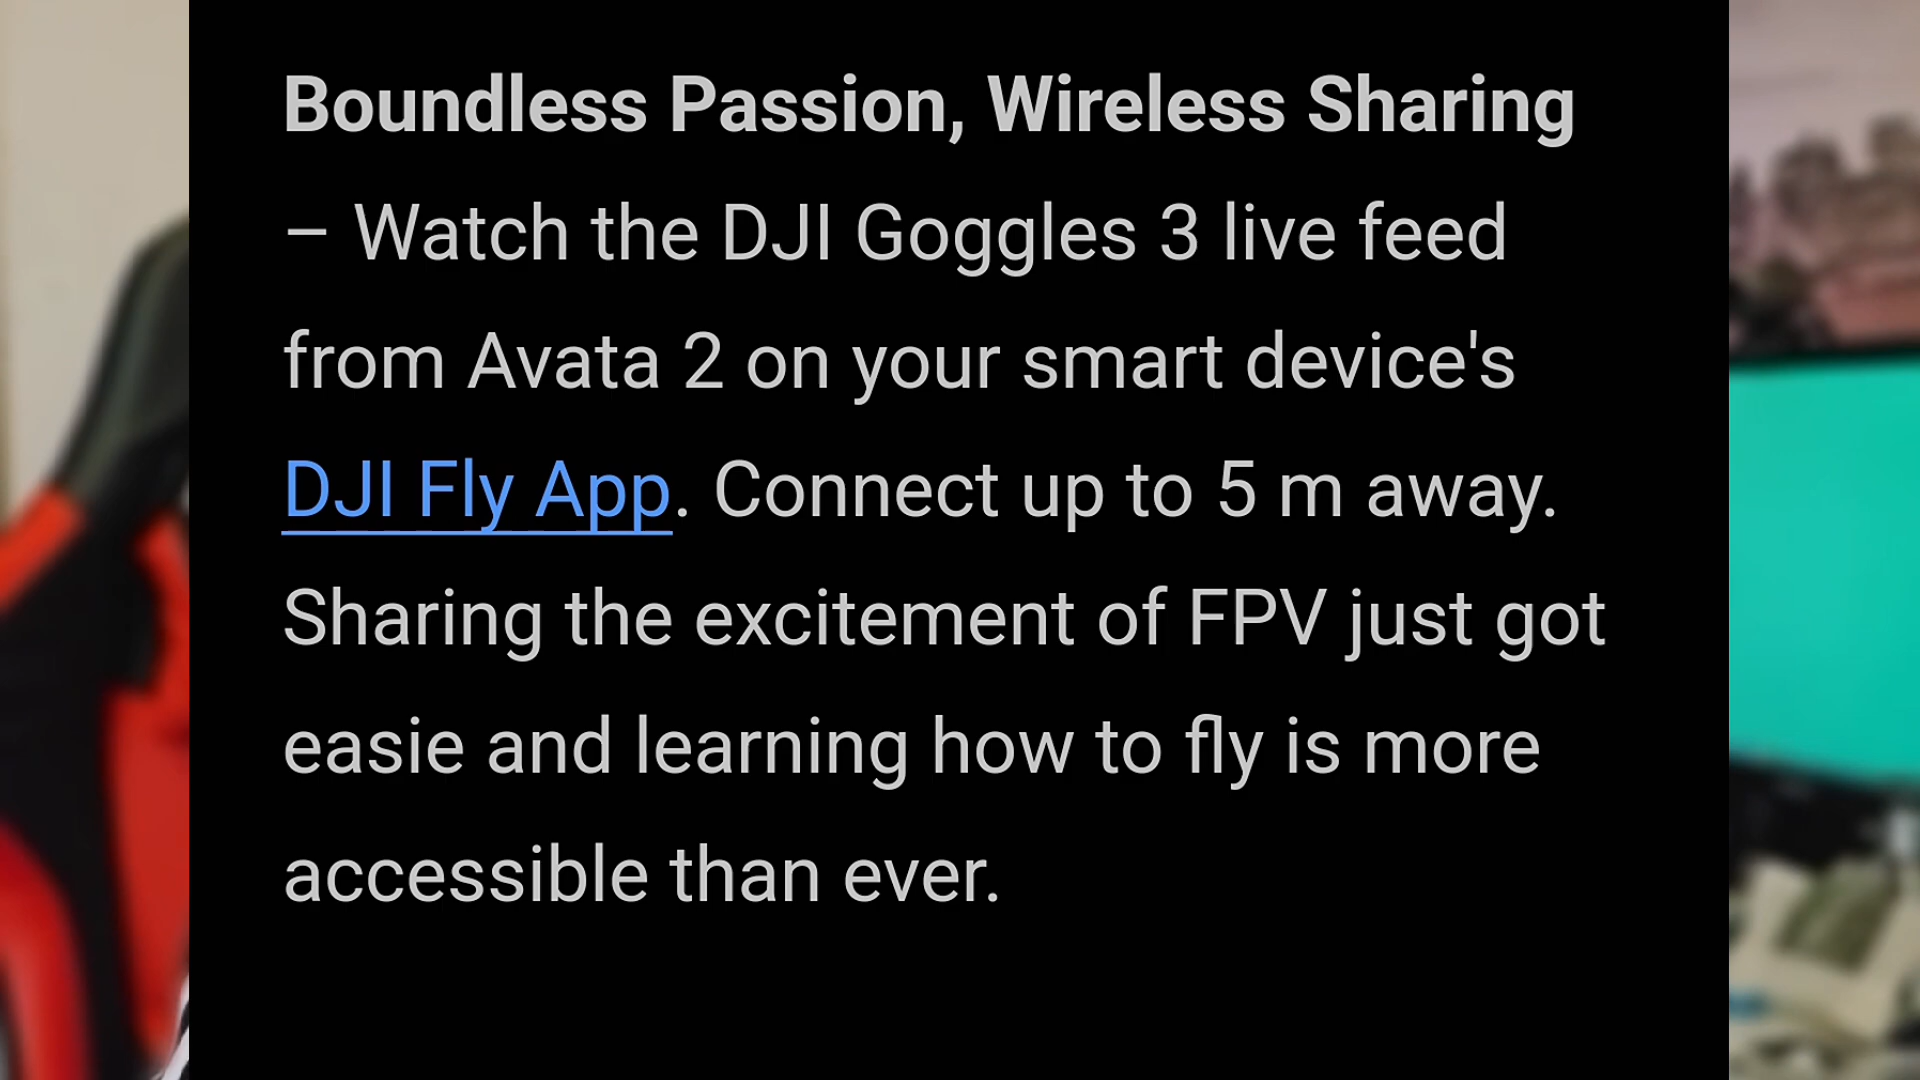 Boundless Passion, Wireless Sharing
– Watch the DJI Goggles 3 live feed
from Avata 2 on your smart device's
DJI Fly App. Connect up to 5 m away.
Sharing the excitement of FPV just got
easie and learning how to fly is more
accessible than ever.